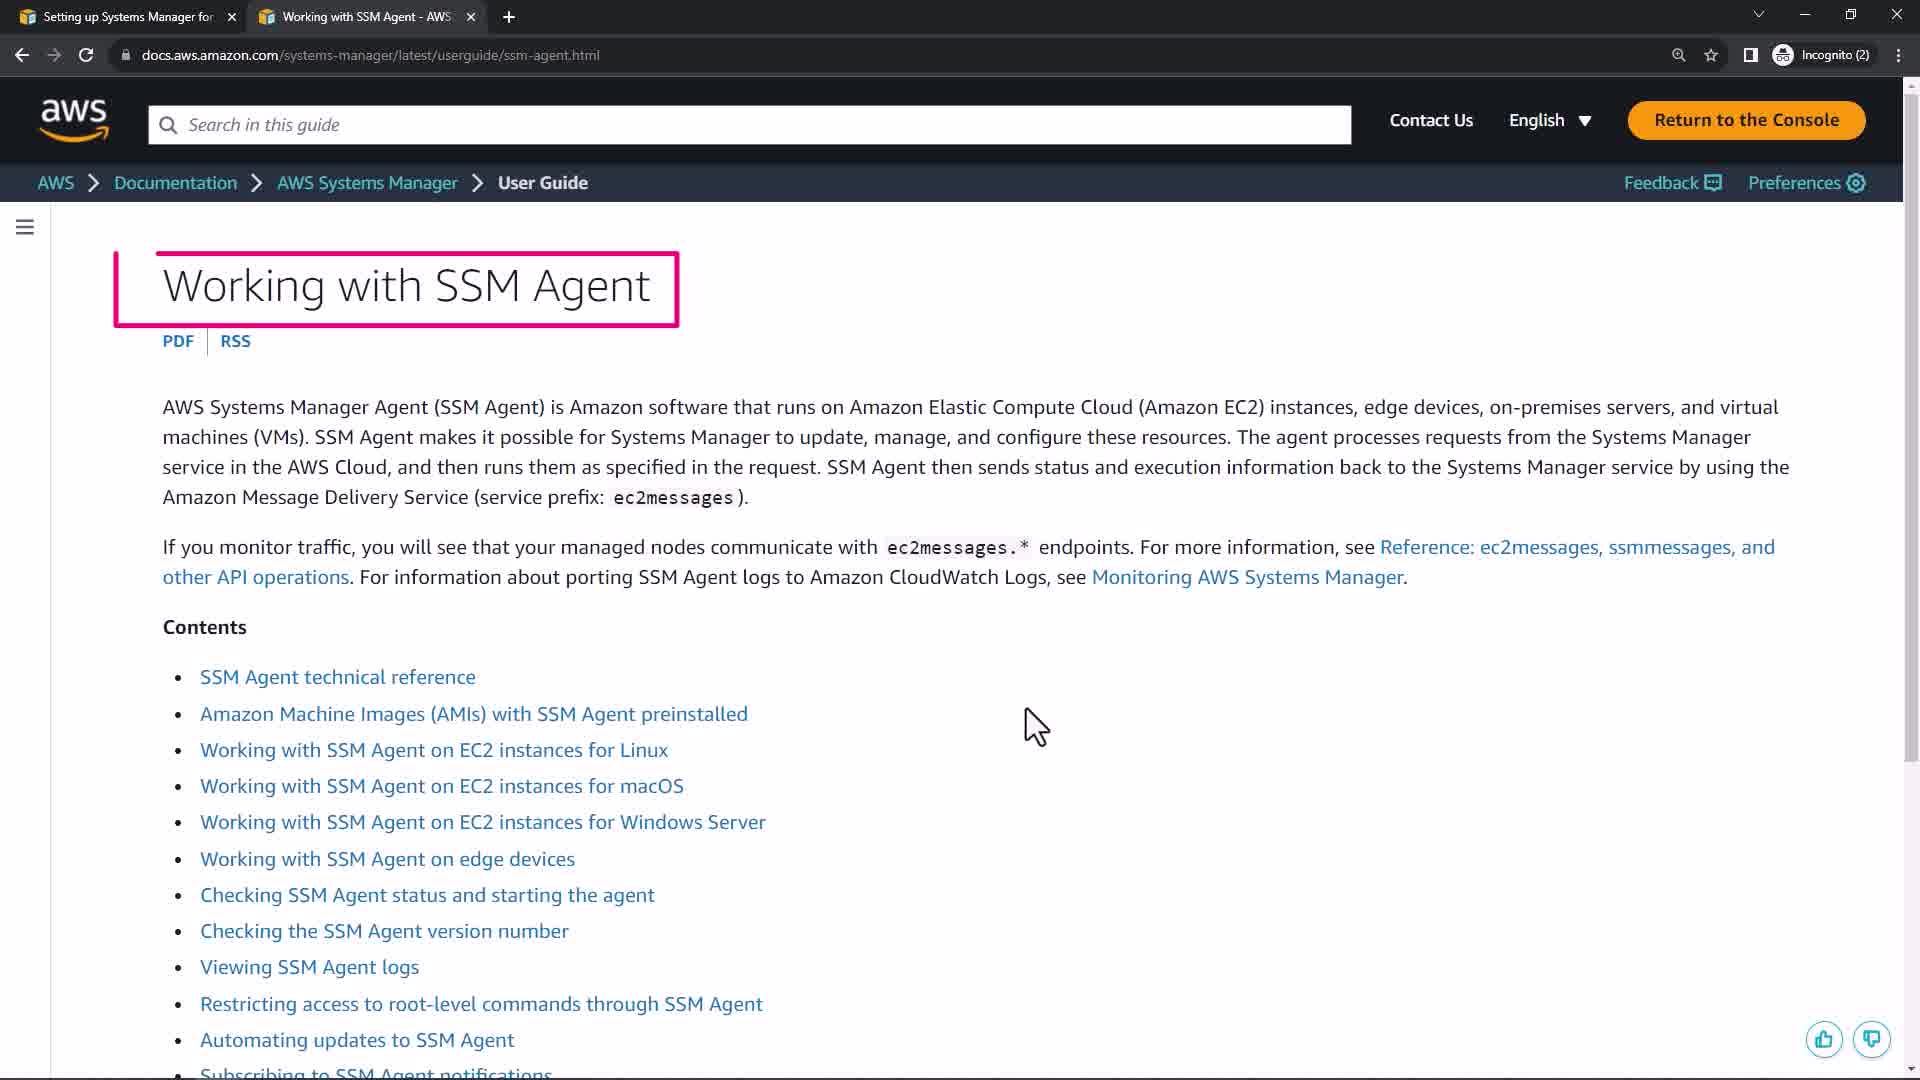 Setting up Systems Manager for
Working with SSM Agent - AWS
docs.aws.amazon.com/systems-manager/latest/userguide/ssm-agent.html
Incognito (2)
aws
Search in this guide
Contact Us
English
Return to the Console
AWS
Documentation
AWS Systems Manager
User Guide
Feedback
Preferences
Working with SSM Agent
PDF
RSS
AWS Systems Manager Agent (SSM Agent) is Amazon software that runs on Amazon Elastic Compute Cloud (Amazon EC2) instances, edge devices, on-premises servers, and virtual
machines (VMs). SSM Agent makes it possible for Systems Manager to update, manage, and configure these resources. The agent processes requests from the Systems Manager
service in the AWS Cloud, and then runs them as specified in the request. SSM Agent then sends status and execution information back to the Systems Manager service by using the
Amazon Message Delivery Service (service prefix: ec2messages).
If you monitor traffic, you will see that your managed nodes communicate with ec2messages.* endpoints. For more information, see Reference: ec2messages, ssmmessages, and
other API operations. For information about porting SSM Agent logs to Amazon CloudWatch Logs, see Monitoring AWS Systems Manager.
Contents
• SSM Agent technical reference
• Amazon Machine Images (AMIs) with SSM Agent preinstalled
• Working with SSM Agent on EC2 instances for Linux
• Working with SSM Agent on EC2 instances for macOS
• Working with SSM Agent on EC2 instances for Windows Server
• Working with SSM Agent on edge devices
• Checking SSM Agent status and starting the agent
• Checking the SSM Agent version number
• Viewing SSM Agent logs
• Restricting access to root-level commands through SSM Agent
• Automating updates to SSM Agent
• Subscribing to SSM Agent notifications